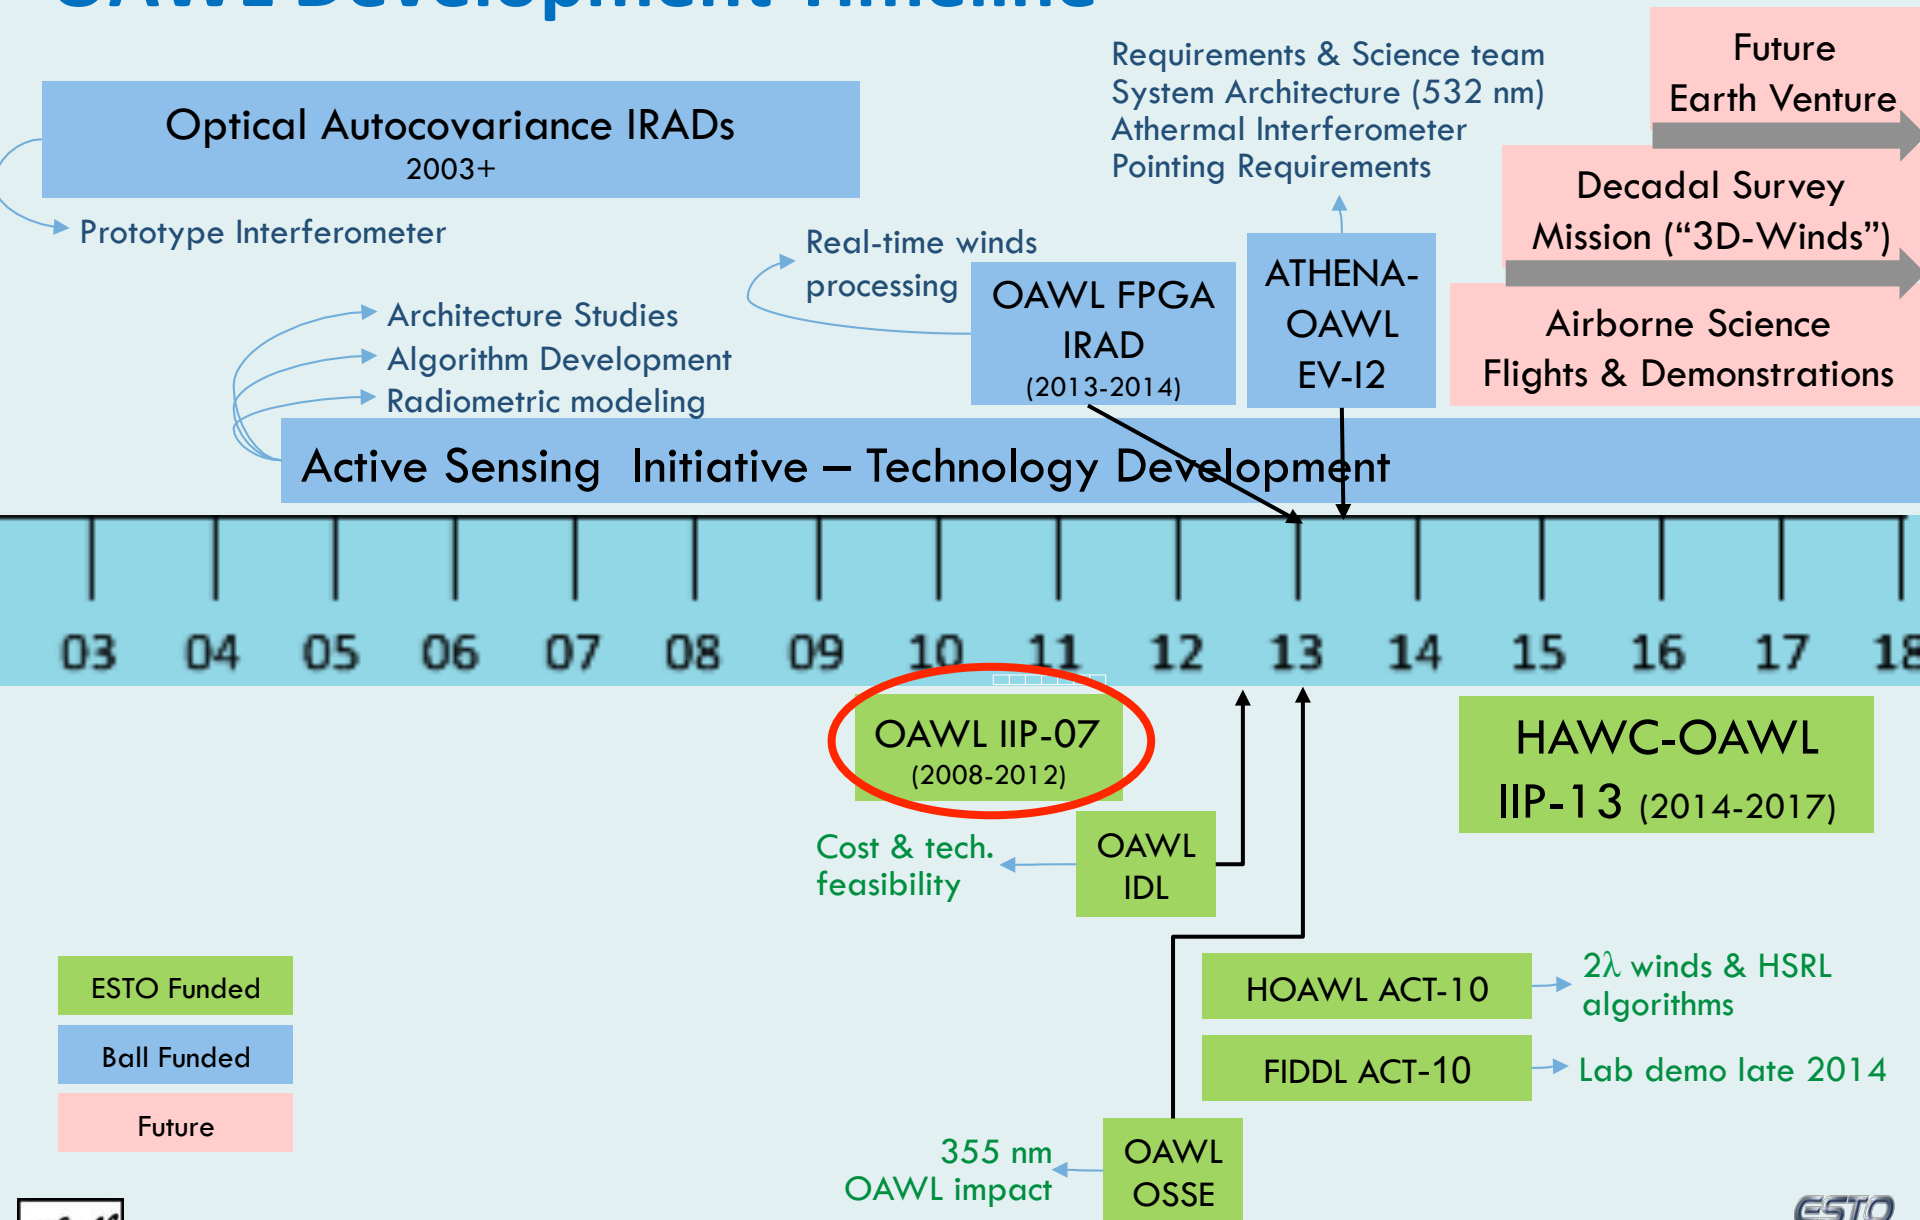 OAWL Development Timeline
Optical Autocovariance IRADs
2003+
Prototype Interferometer
Architecture Studies
Algorithm Development
Radiometric modeling
Real-time winds
processing
OAWL FPGA
IRAD
(2013-2014)
Requirements & Science team
System Architecture (532 nm)
Athermal Interferometer
Pointing Requirements
ATHENA-
OAWL
EV-I2
Future
Earth Venture
Decadal Survey
Mission (“3D-Winds”)
Airborne Science
Flights & Demonstrations
Active Sensing Initiative – Technology Development
03 04 05 06 07 08 09 10 11 12 13 14 15 16 17 18
OAWL IIP-07
(2008-2012)
HAWC-OAWL
IIP-13 (2014-2017)
Cost & tech.
feasibility
OAWL
IDL
HOAWL ACT-10
2λ winds & HSRL
algorithms
FIDDL ACT-10
Lab demo late 2014
355 nm
OAWL impact
OAWL
OSSE
ESTO Funded
Ball Funded
Future
ESTO